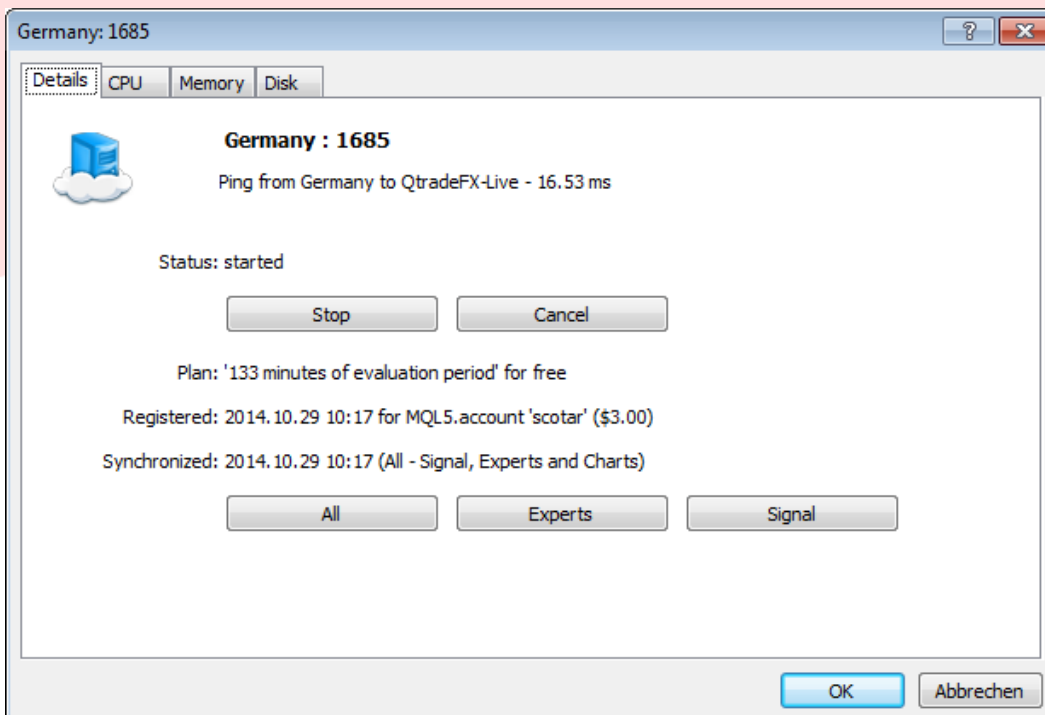 Germany: 1685
Details CPU Memory Disk
Germany : 1685
Ping from Germany to QtradeFX-Live - 16.53 ms
Status: started
Stop Cancel
Plan: '133 minutes of evaluation period' for free
Registered: 2014.10.29 10:17 for MQL5.account 'scotar' ($3.00)
Synchronized: 2014.10.29 10:17 (All - Signal, Experts and Charts)
All Experts Signal
OK Abbrechen